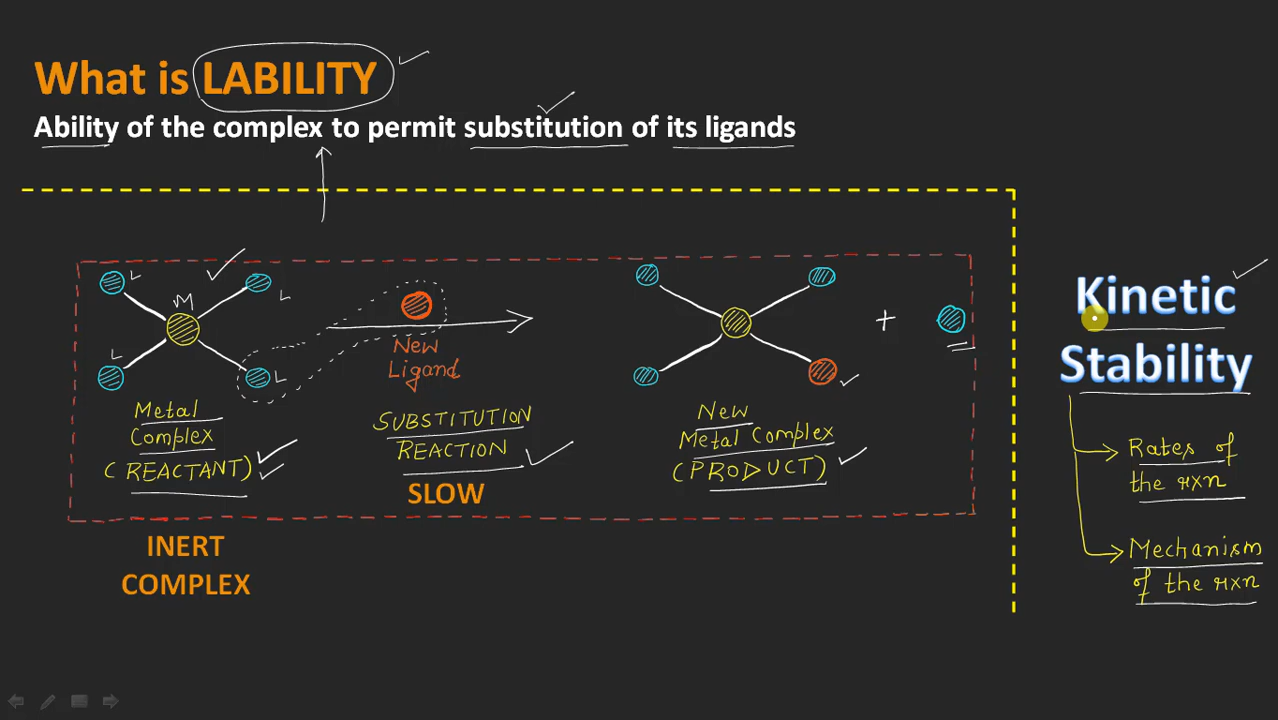 What is LABILITY
Ability of the complex to permit substitution of its ligands
L
L
M
L
L
New
Ligand
Metal
Complex
(REACTANT)
SUBSTITUTION
REACTION
SLOW
+
New
Metal Complex
(PRODUCT)
INERT
COMPLEX
Kinetic
Stability
Rates of
the rxn
Mechanism
of the rxn